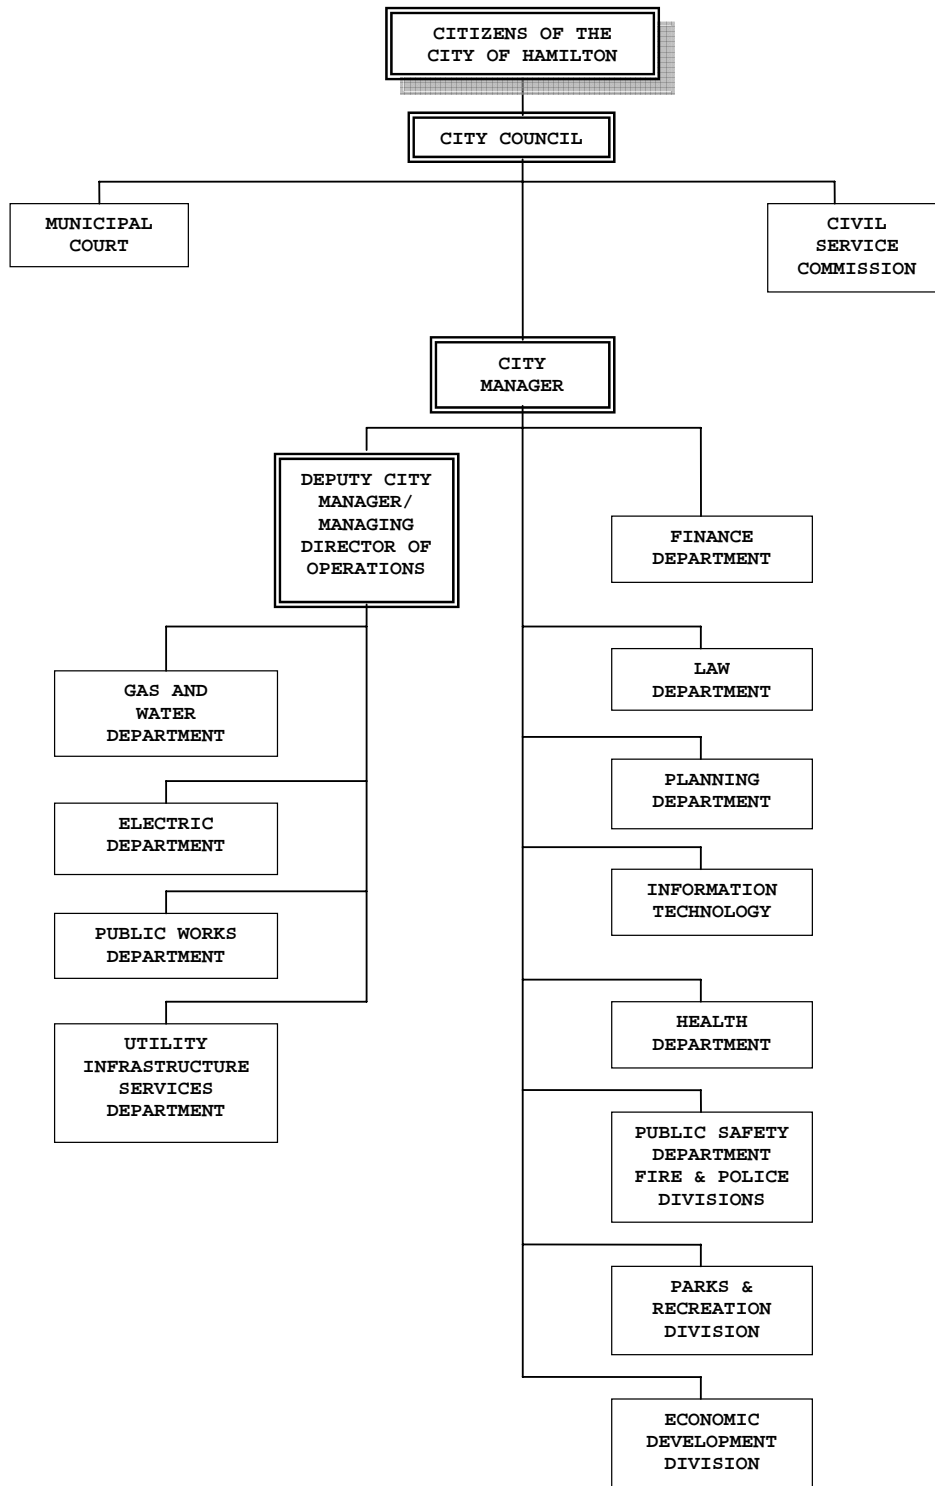 CITIZENS OF THE
CITY OF HAMILTON
CITY COUNCIL
MUNICIPAL
COURT
CIVIL
SERVICE
COMMISSION
CITY
MANAGER
DEPUTY CITY
MANAGER/
MANAGING
DIRECTOR OF
OPERATIONS
FINANCE
DEPARTMENT
GAS AND
WATER
DEPARTMENT
LAW
DEPARTMENT
ELECTRIC
DEPARTMENT
PLANNING
DEPARTMENT
PUBLIC WORKS
DEPARTMENT
INFORMATION
TECHNOLOGY
UTILITY
INFRASTRUCTURE
SERVICES
DEPARTMENT
HEALTH
DEPARTMENT
PUBLIC SAFETY
DEPARTMENT
FIRE & POLICE
DIVISIONS
PARKS &
RECREATION
DIVISION
ECONOMIC
DEVELOPMENT
DIVISION